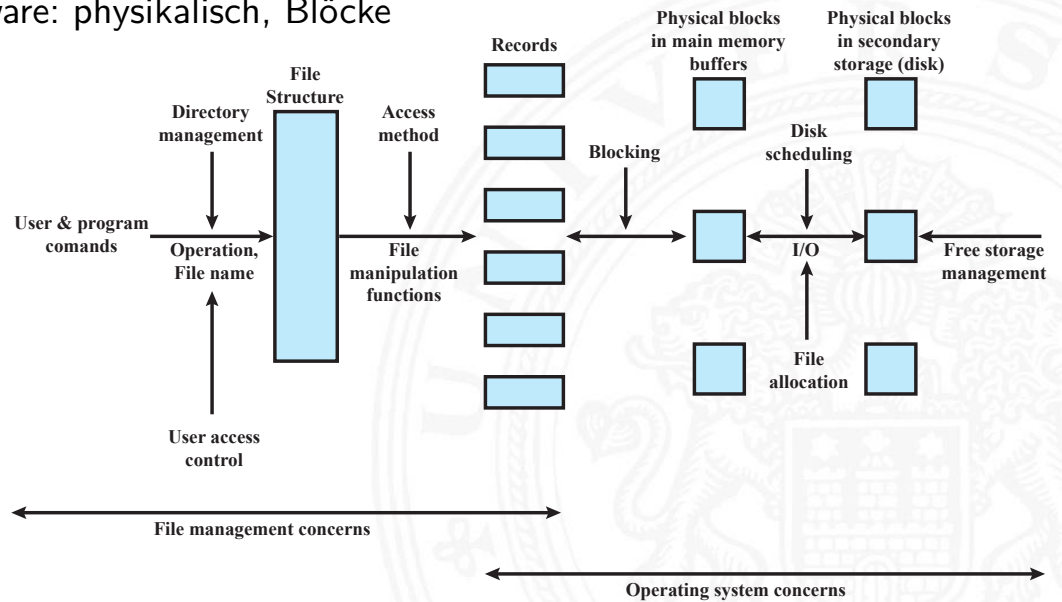 ware: physikalisch, Blöcke
File
Structure
Directory
management
Access
method
Records
Physical blocks
in main memory
buffers
Physical blocks
in secondary
storage (disk)
Blocking
Disk
scheduling
User & program
comands
Operation,
File name
File
manipulation
functions
I/O
Free storage
management
File
allocation
User access
control
File management concerns
Operating system concerns